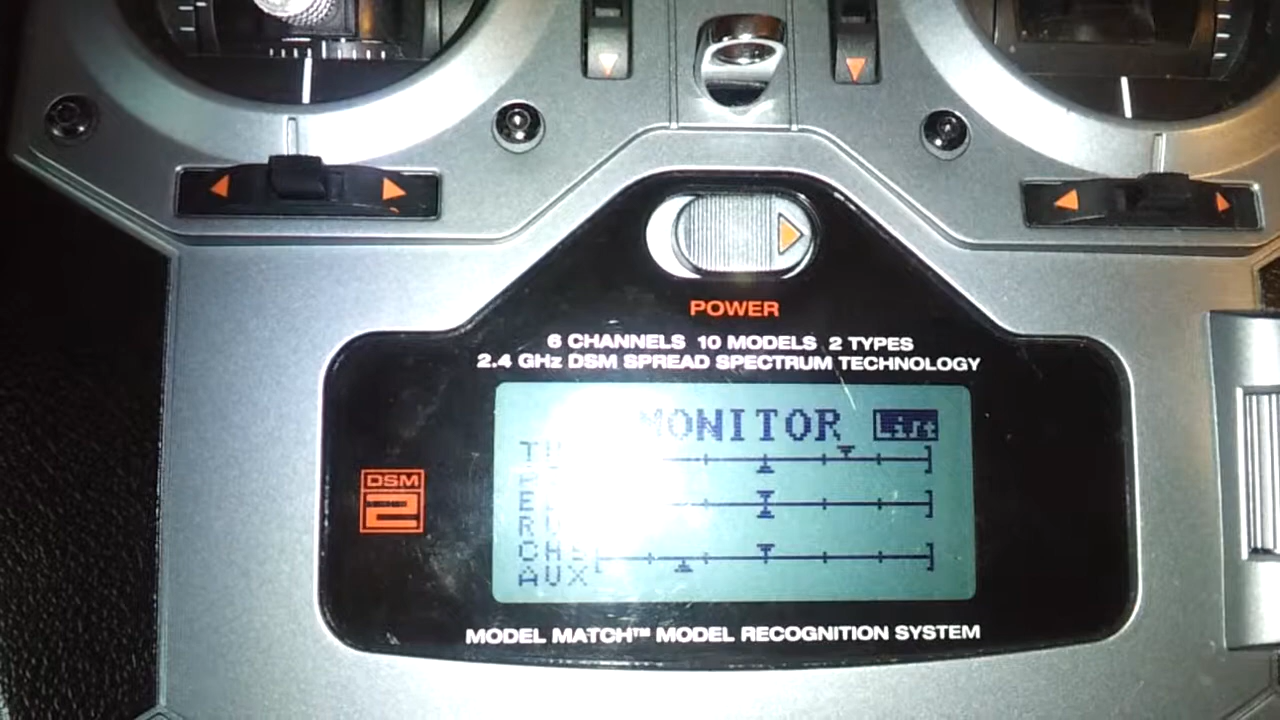 POWER
6 CHANNELS 10 MODELS 2 TYPES
2.4 GHz DSM SPREAD SPECTRUM TECHNOLOGY
MONITOR List
DSM
2
CH5
AUX
MODEL MATCH™ MODEL RECOGNITION SYSTEM